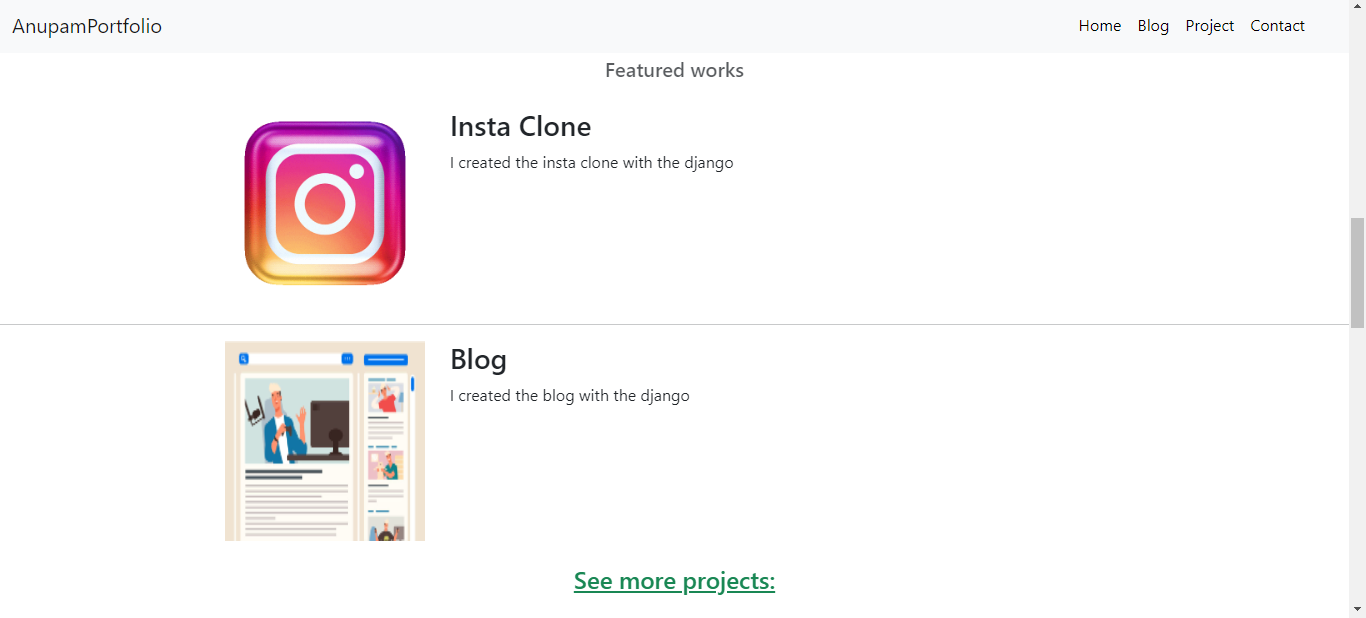 AnupamPortfolio
Home Blog Project Contact
Featured works
Insta Clone
I created the insta clone with the django
Blog
I created the blog with the django
See more projects: